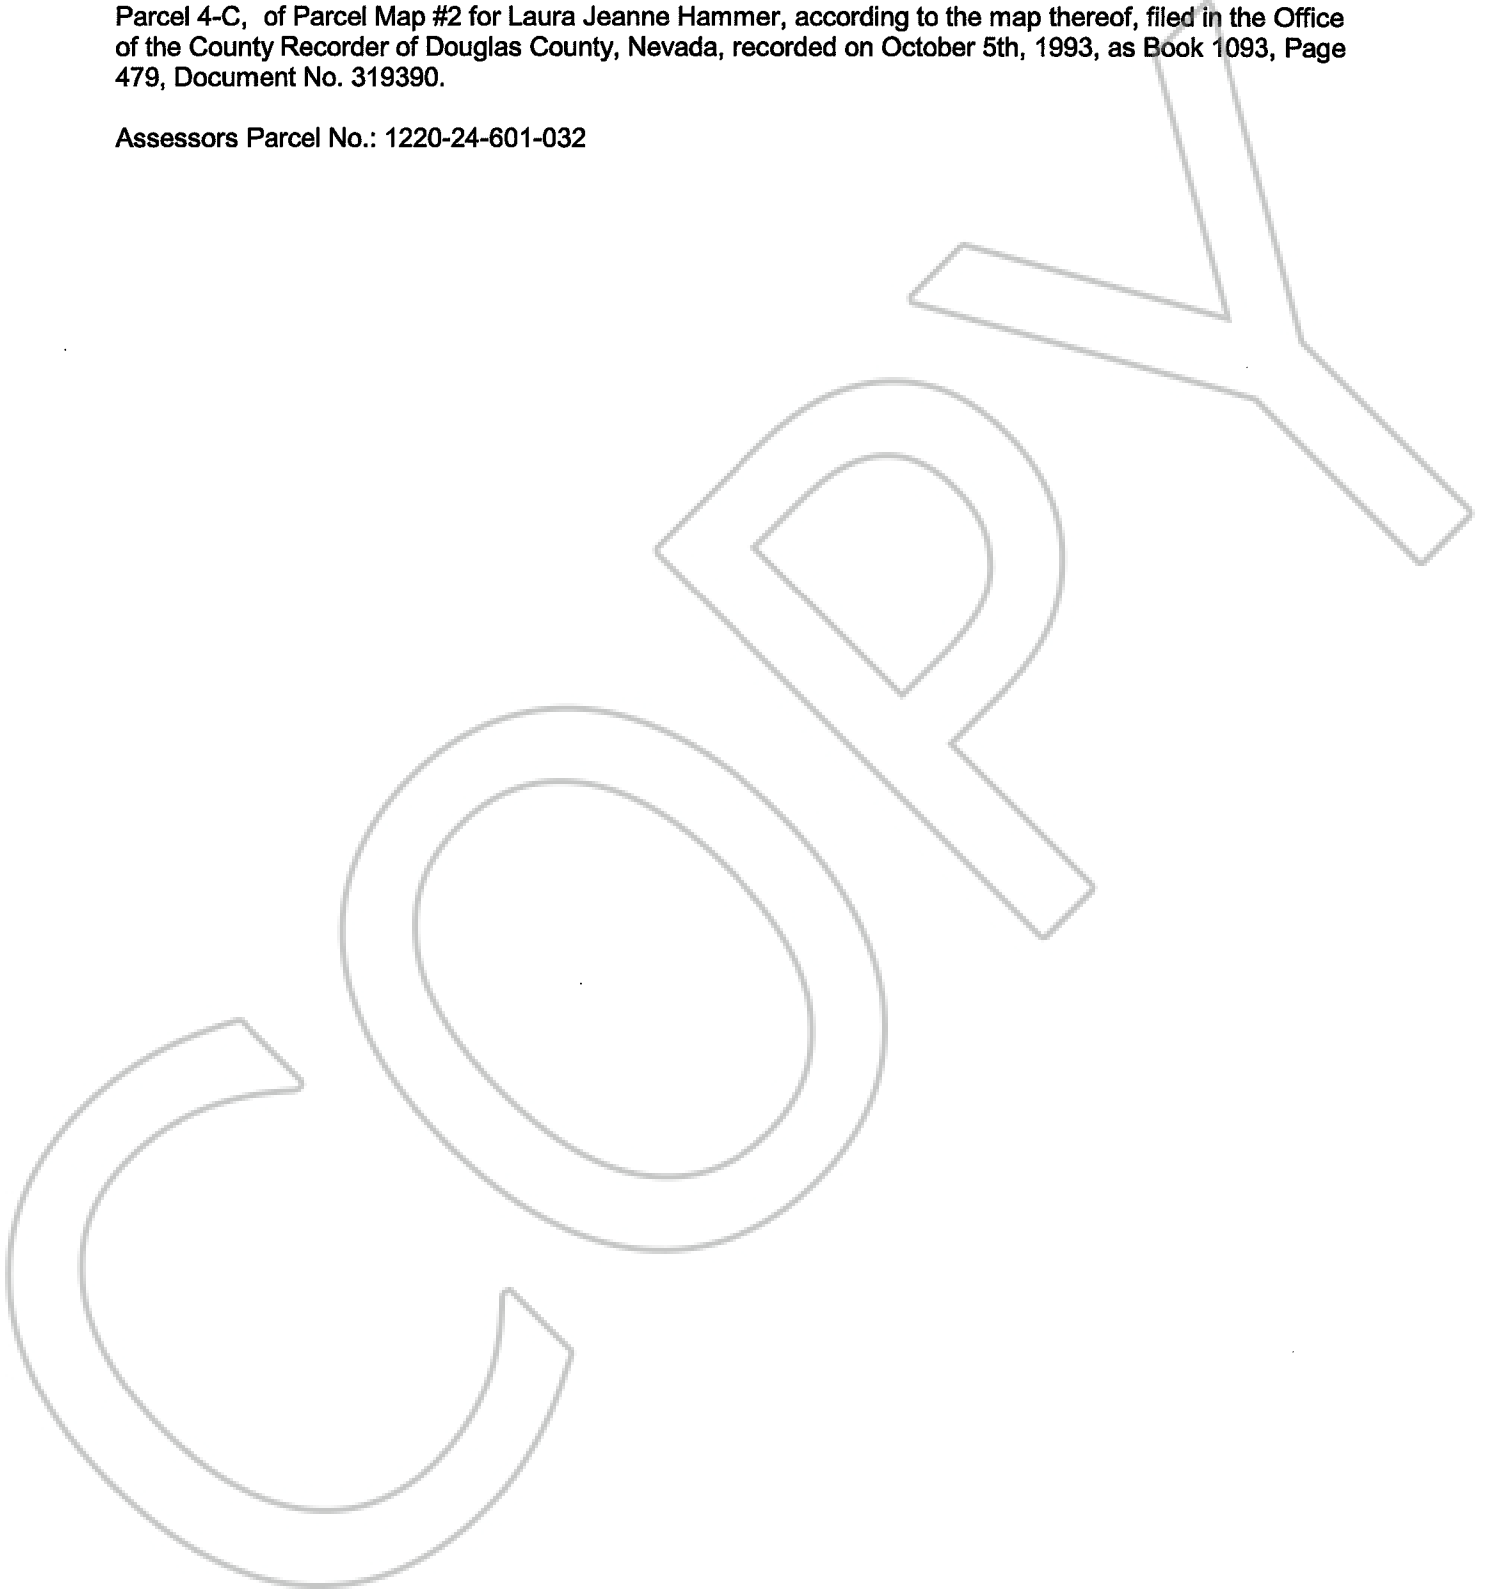 Parcel 4-C,  of Parcel Map #2 for Laura Jeanne Hammer, according to the map thereof, filed in the Office
of the County Recorder of Douglas County, Nevada, recorded on October 5th, 1993, as Book 1093, Page
479, Document No. 319390.
Assessors Parcel No.: 1220-24-601-032
COPY